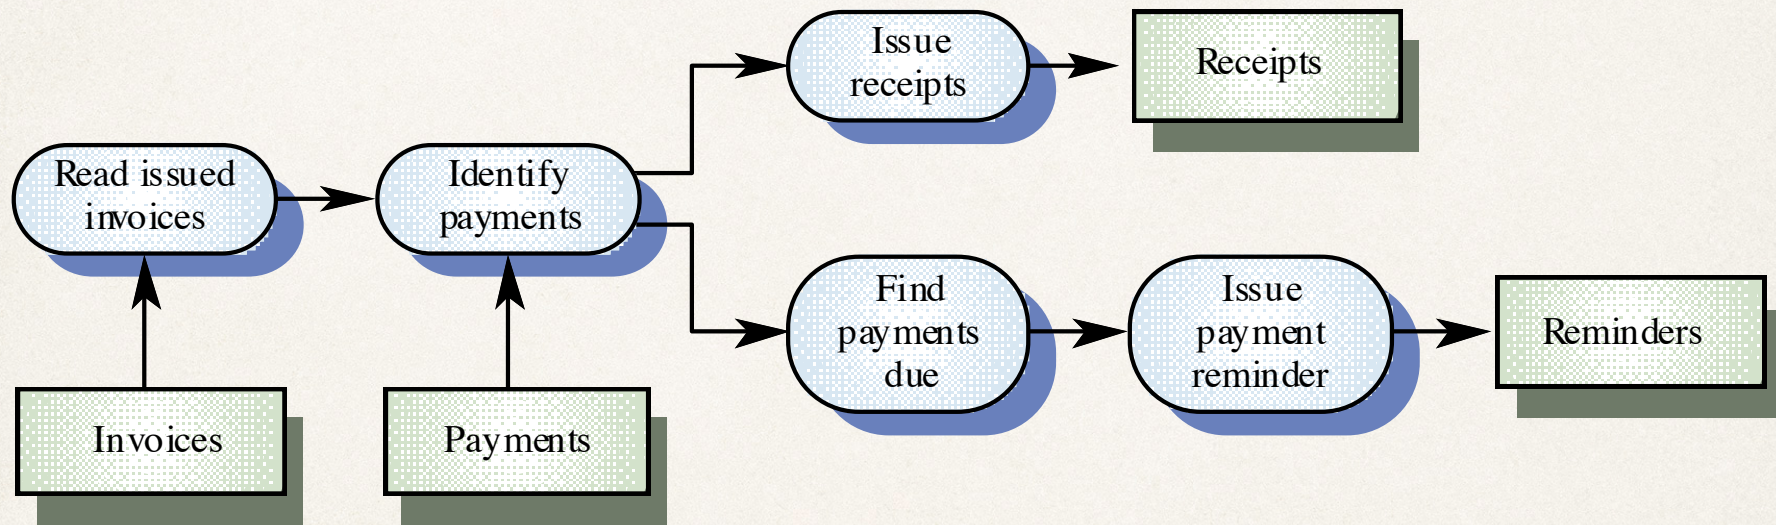 Issue
receipts
Receipts
Read issued
invoices
Identify
payments
Find
payments
due
Issue
payment
reminder
Reminders
Invoices
Payments